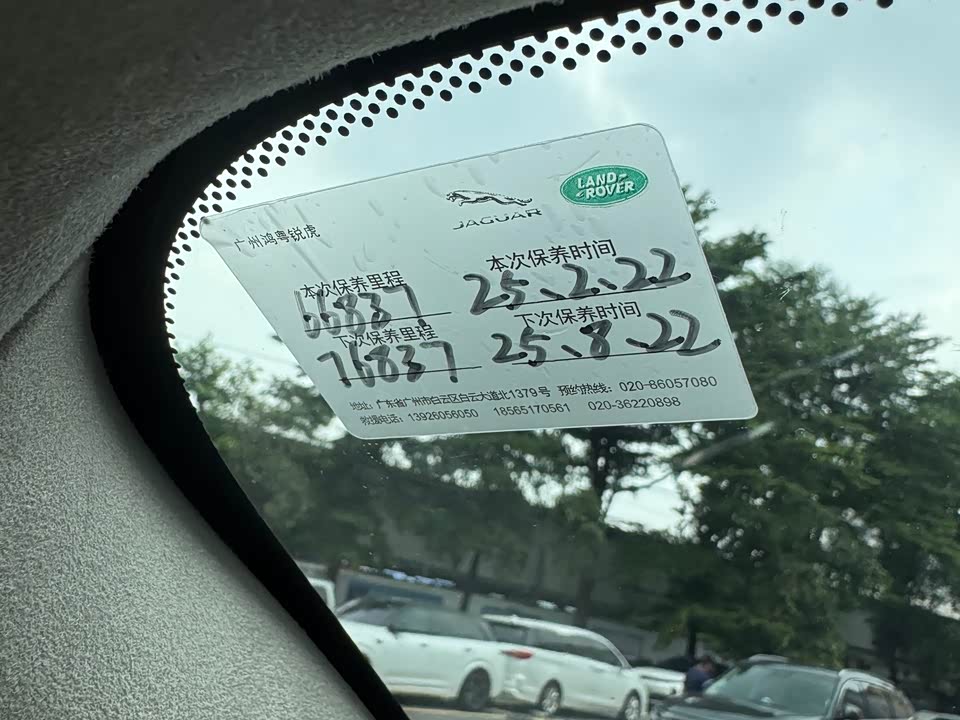 LAND-
ROVER
JAGUAR
广州鸿粤锐虎
本次保养里程 本次保养时间
66837 25、2、22
下次保养里程 下次保养时间
76837 25、8、22
地址：广东省广州市白云区白云大道北1379号 预约热线：020-86057080
救援电话：13926056050 18565170561 020-36220898